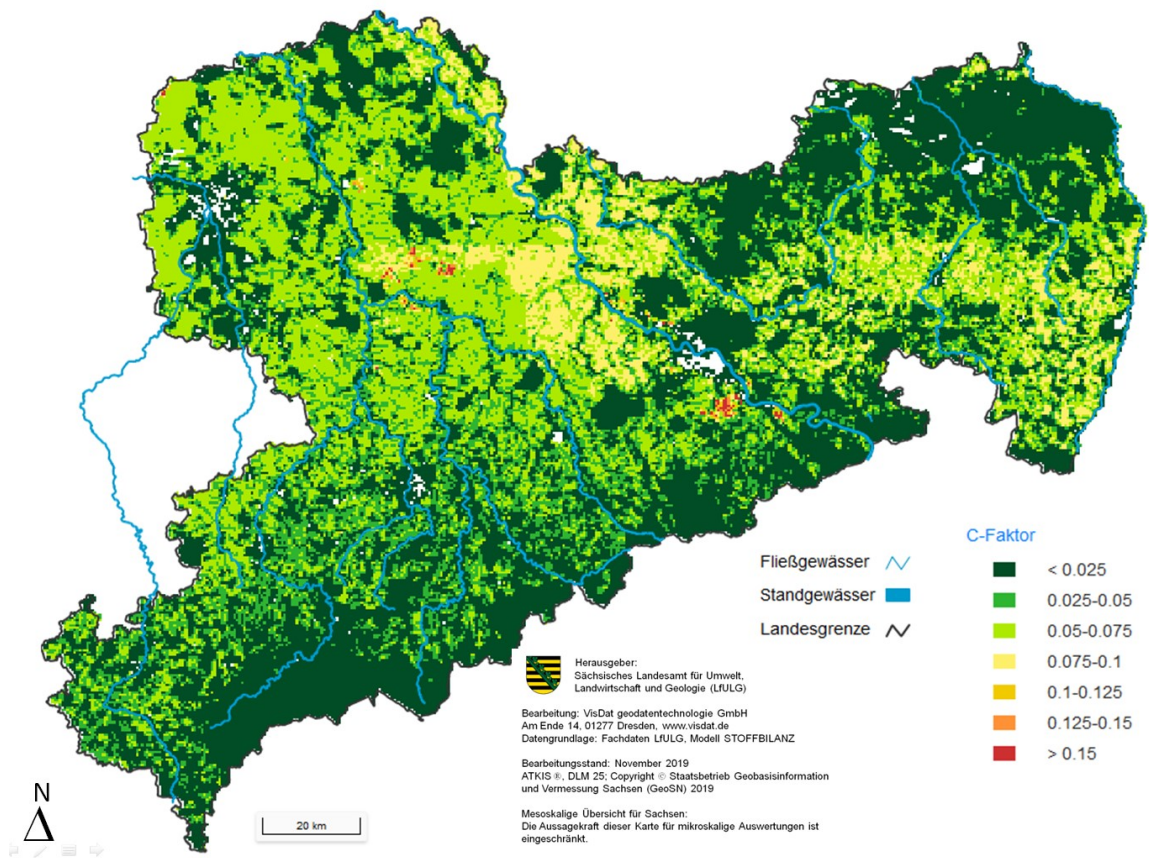 C-Faktor
Fließgewässer
Standgewässer
Landesgrenze
< 0.025
0.025-0.05
0.05-0.075
0.075-0.1
0.1-0.125
0.125-0.15
> 0.15
Herausgeber:
Sächsisches Landesamt für Umwelt,
Landwirtschaft und Geologie (LfULG)
Bearbeitung: VisDat geodatentechnologie GmbH
Am Ende 14, 01277 Dresden, www.visdat.de
Datengrundlage: Fachdaten LfULG, Modell STOFFBILANZ
Bearbeitungsstand: November 2019
ATKIS ®, DLM 25; Copyright © Staatsbetrieb Geobasisinformation
und Vermessung Sachsen (GeoSN) 2019
Mesoskalige Übersicht für Sachsen:
Die Aussagekraft dieser Karte für mikroskalige Auswertungen ist
eingeschränkt.
N
20 km